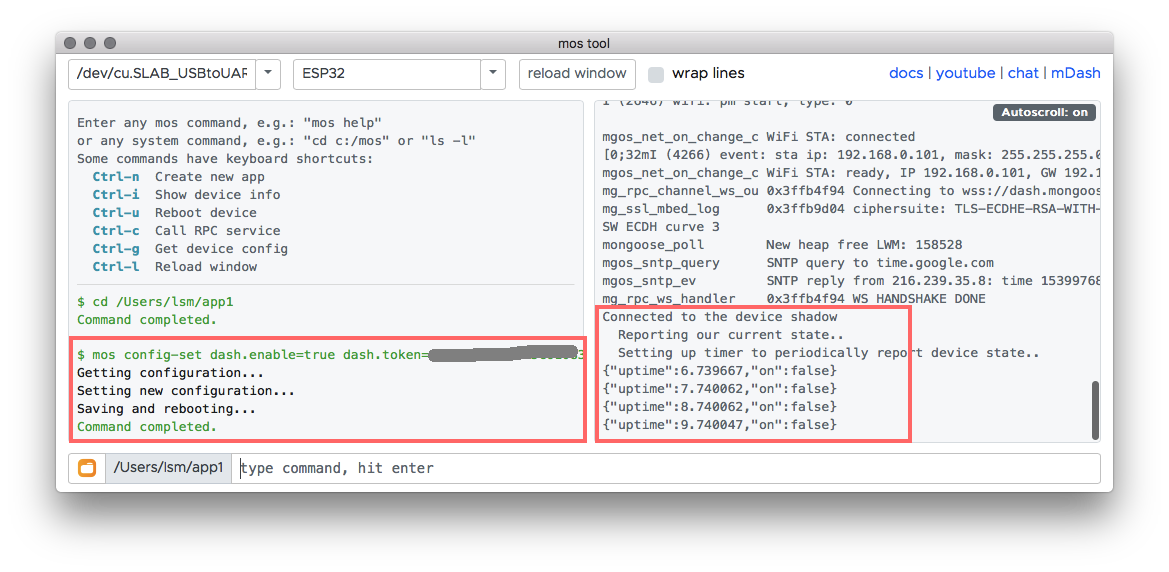 mos tool
/dev/cu.SLAB_USBtoUAR
ESP32
reload window
wrap lines
docs | youtube | chat | mDash
Enter any mos command, e.g.: "mos help"
or any system command, e.g.: "cd c:/mos" or "ls -l"
Some commands have keyboard shortcuts:
Ctrl-n Create new app
Ctrl-i Show device info
Ctrl-u Reboot device
Ctrl-c Call RPC service
Ctrl-g Get device config
Ctrl-l Reload window
$ cd /Users/lsm/app1
Command completed.
$ mos config-set dash.enable=true dash.token=
Getting configuration...
Setting new configuration...
Saving and rebooting...
Command completed.
I (2646) wifi: pm start, type: 0
Autoscroll: on
mgos_net_on_change_c WiFi STA: connected
[0;32mI (4266) event: sta ip: 192.168.0.101, mask: 255.255.255.0
mgos_net_on_change_c WiFi STA: ready, IP 192.168.0.101, GW 192.1
mg_rpc_channel_ws_ou 0x3ffb4f94 Connecting to wss://dash.mongoos
mg_ssl_mbed_log 0x3ffb9d04 ciphersuite: TLS-ECDHE-RSA-WITH-
SW ECDH curve 3
mongoose_poll New heap free LWM: 158528
mgos_sntp_query SNTP query to time.google.com
mgos_sntp_ev SNTP reply from 216.239.35.8: time 15399768
mg_rpc_ws_handler 0x3ffb4f94 WS HANDSHAKE DONE
Connected to the device shadow
Reporting our current state..
Setting up timer to periodically report device state..
{"uptime":6.739667,"on":false}
{"uptime":7.740062,"on":false}
{"uptime":8.740062,"on":false}
{"uptime":9.740047,"on":false}
/Users/lsm/app1
type command, hit enter